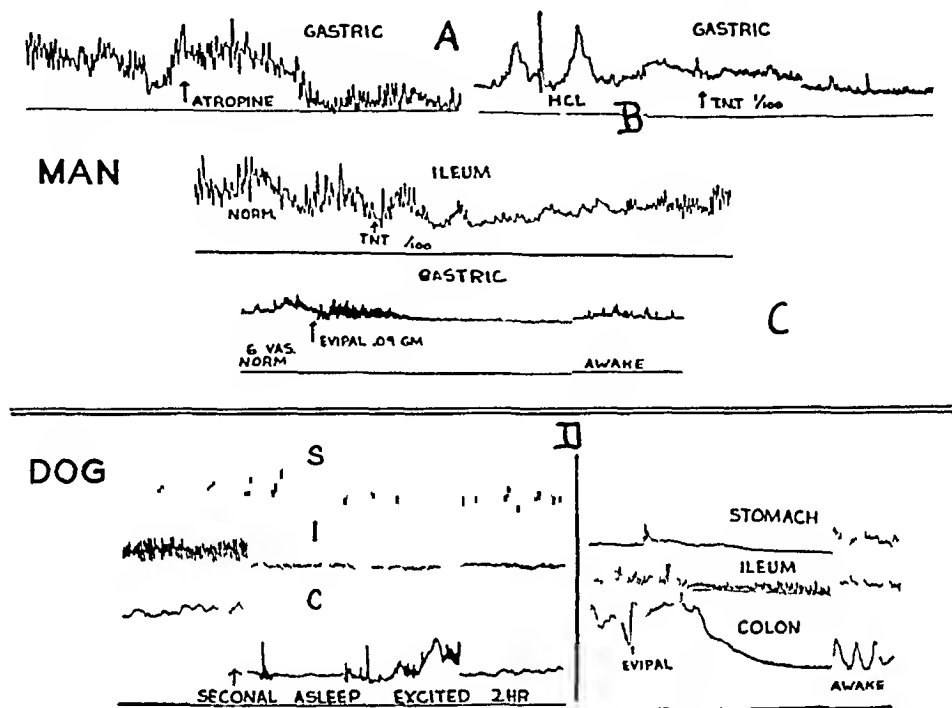 GASTRIC
A
GASTRIC
↑ ATROPINE
HCL
↑ T.N.T 1/100
B
MAN
ILEUM
NORM.
↑ TNT 1/100
GASTRIC
C
↑ EVIPAL .09 GM
G VAS. NORM
AWAKE
D
DOG
S
I
C
↑ SECONAL ASLEEP EXCITED 2HR
STOMACH
ILEUM
COLON
↑ EVIPAL
AWAKE